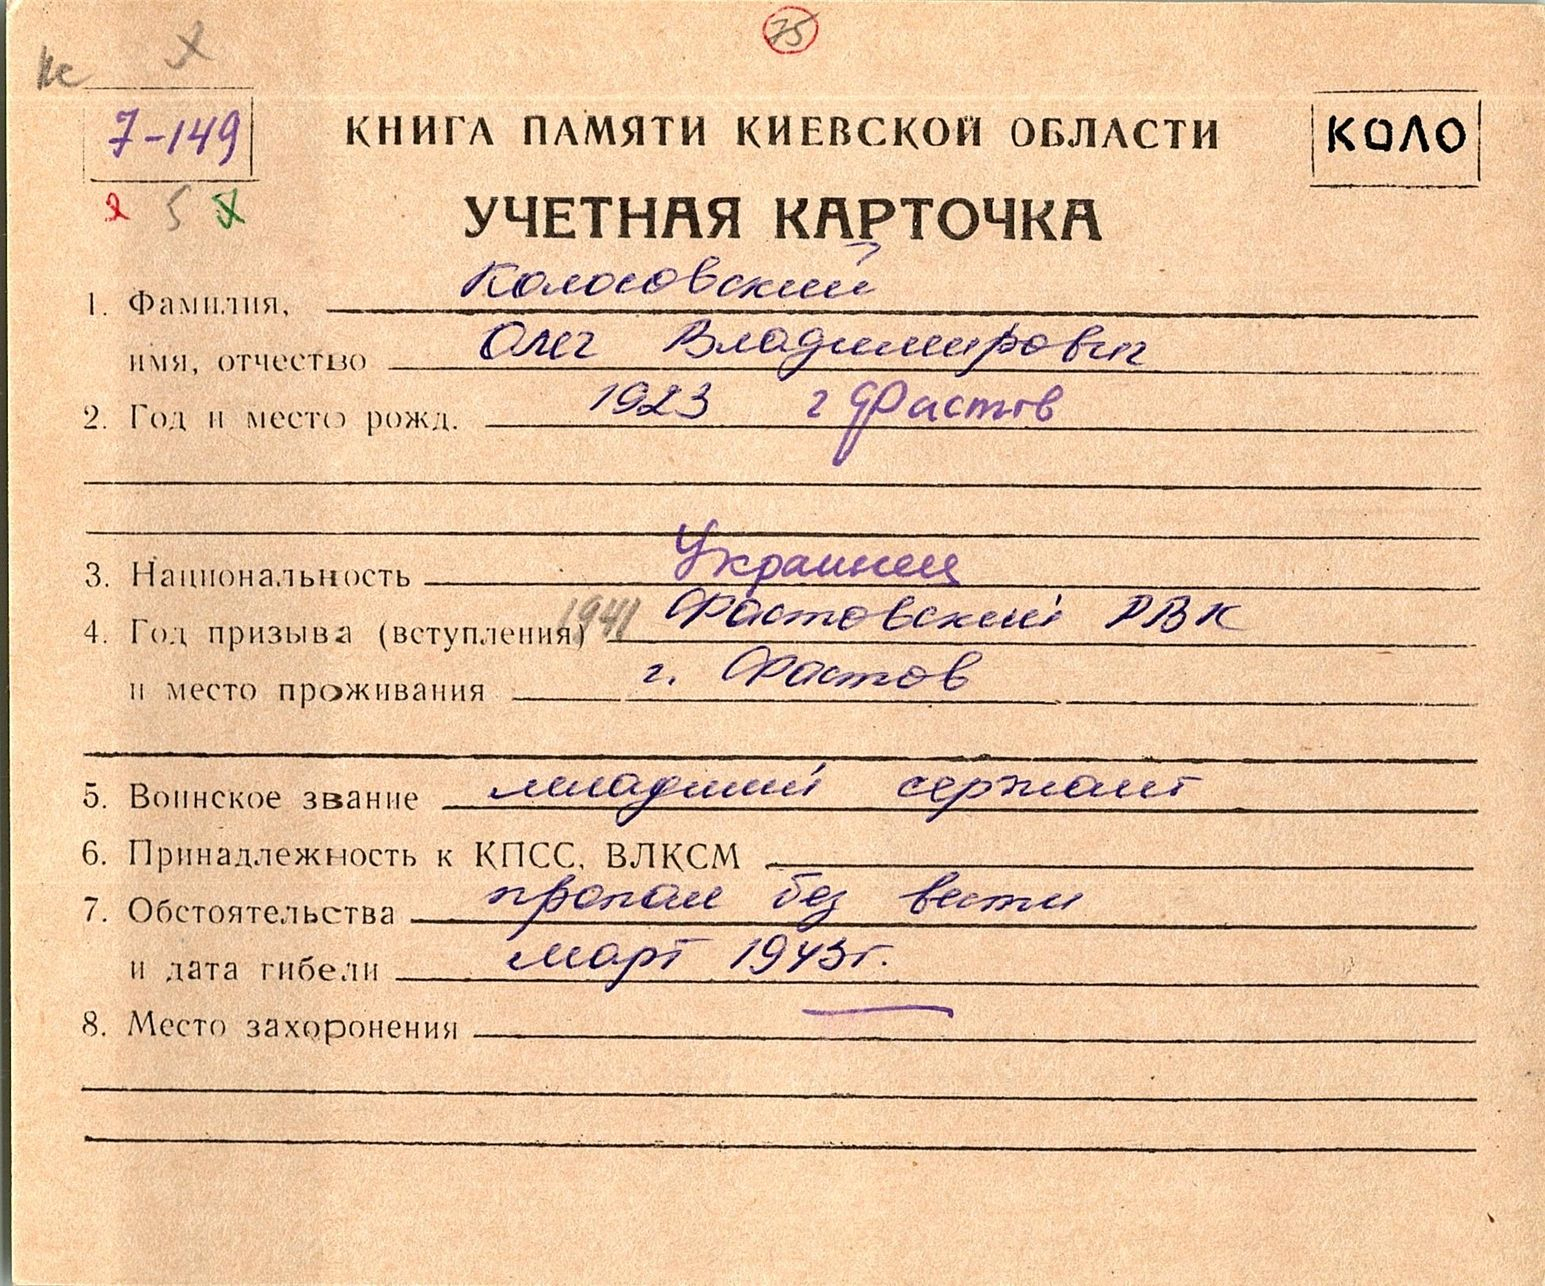 75
7-149
КНИГА ПАМЯТИ КИЕВСКОЙ ОБЛАСТИ
КОЛО
5
УЧЕТНАЯ КАРТОЧКА
1. Фамилия, Колосовский
имя, отчество Олег Владимирович
2. Год и место рожд. 1923 г Фастов
3. Национальность Украинец
4. Год призыва (вступления) 1941 Фастовский РВК
и место проживания г. Фастов
5. Воинское звание младший сержант
6. Принадлежность к КПСС, ВЛКСМ
7. Обстоятельства пропал без вести
и дата гибели март 1943г.
8. Место захоронения